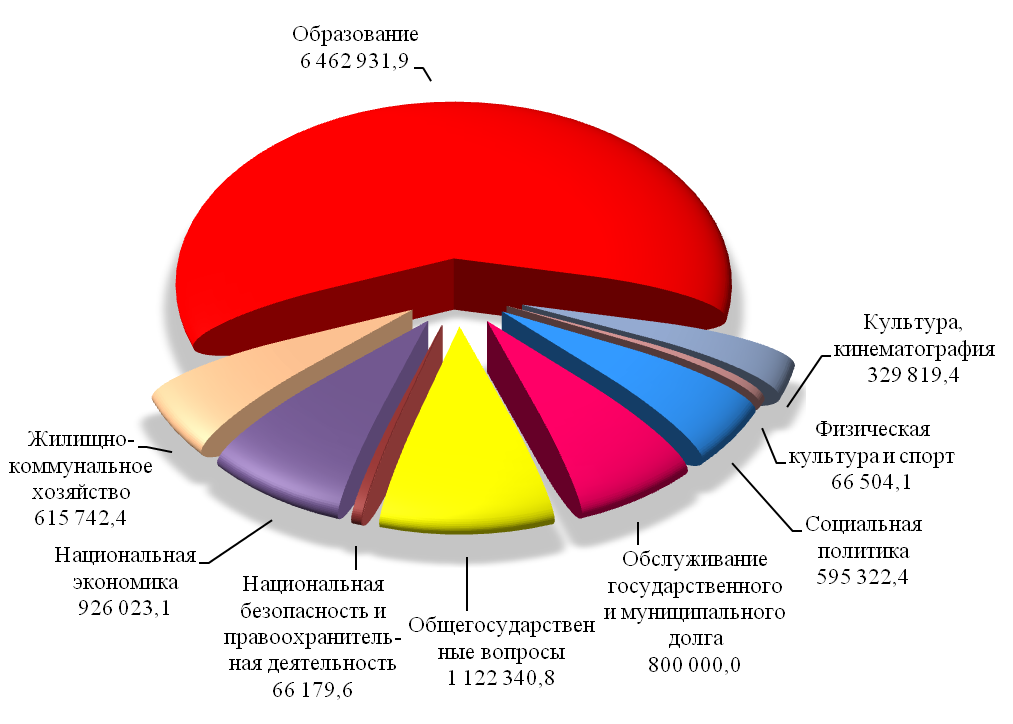 Образование
6 462 931,9
Культура,
кинематография
329 819,4
Физическая
культура и спорт
66 504,1
Социальная
политика
595 322,4
Обслуживание
государственного
и муниципального
долга
800 000,0
Общегосударствен
ные вопросы
1 122 340,8
Национальная
безопасность и
правоохранитель-
ная деятельность
66 179,6
Национальная
экономика
926 023,1
Жилищно-
коммунальное
хозяйство
615 742,4